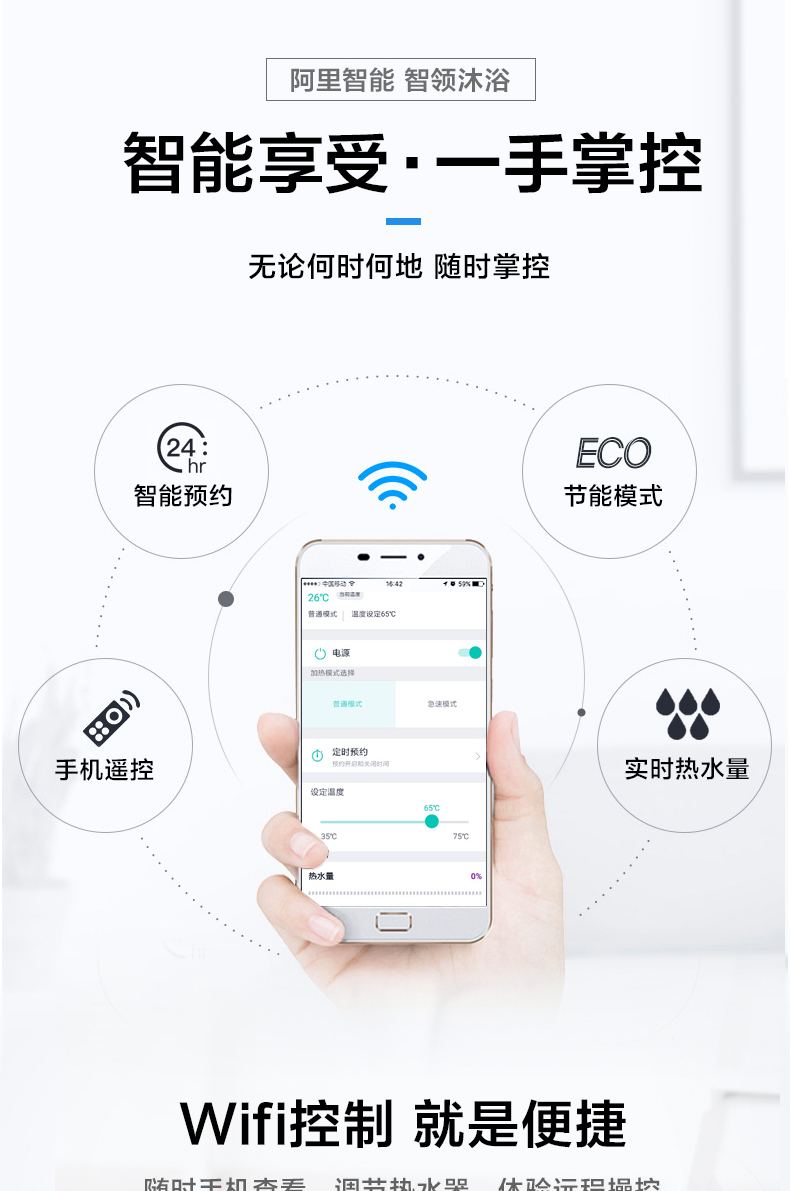 阿里智能 智领沐浴
智能享受·一手掌控
无论何时何地 随时掌控
24
hr
智能预约
ECO
节能模式
中国移动
16:42
59%
26℃
当前温度
普通模式
温度设定65℃
电源
加热模式选择
普通模式
急速模式
定时预约
预约开启和关闭时间
手机遥控
实时热水量
设定温度
65℃
35℃
75℃
热水量
0%
Wifi控制 就是便捷
随时手机查看，调节热水器，体验远程操控